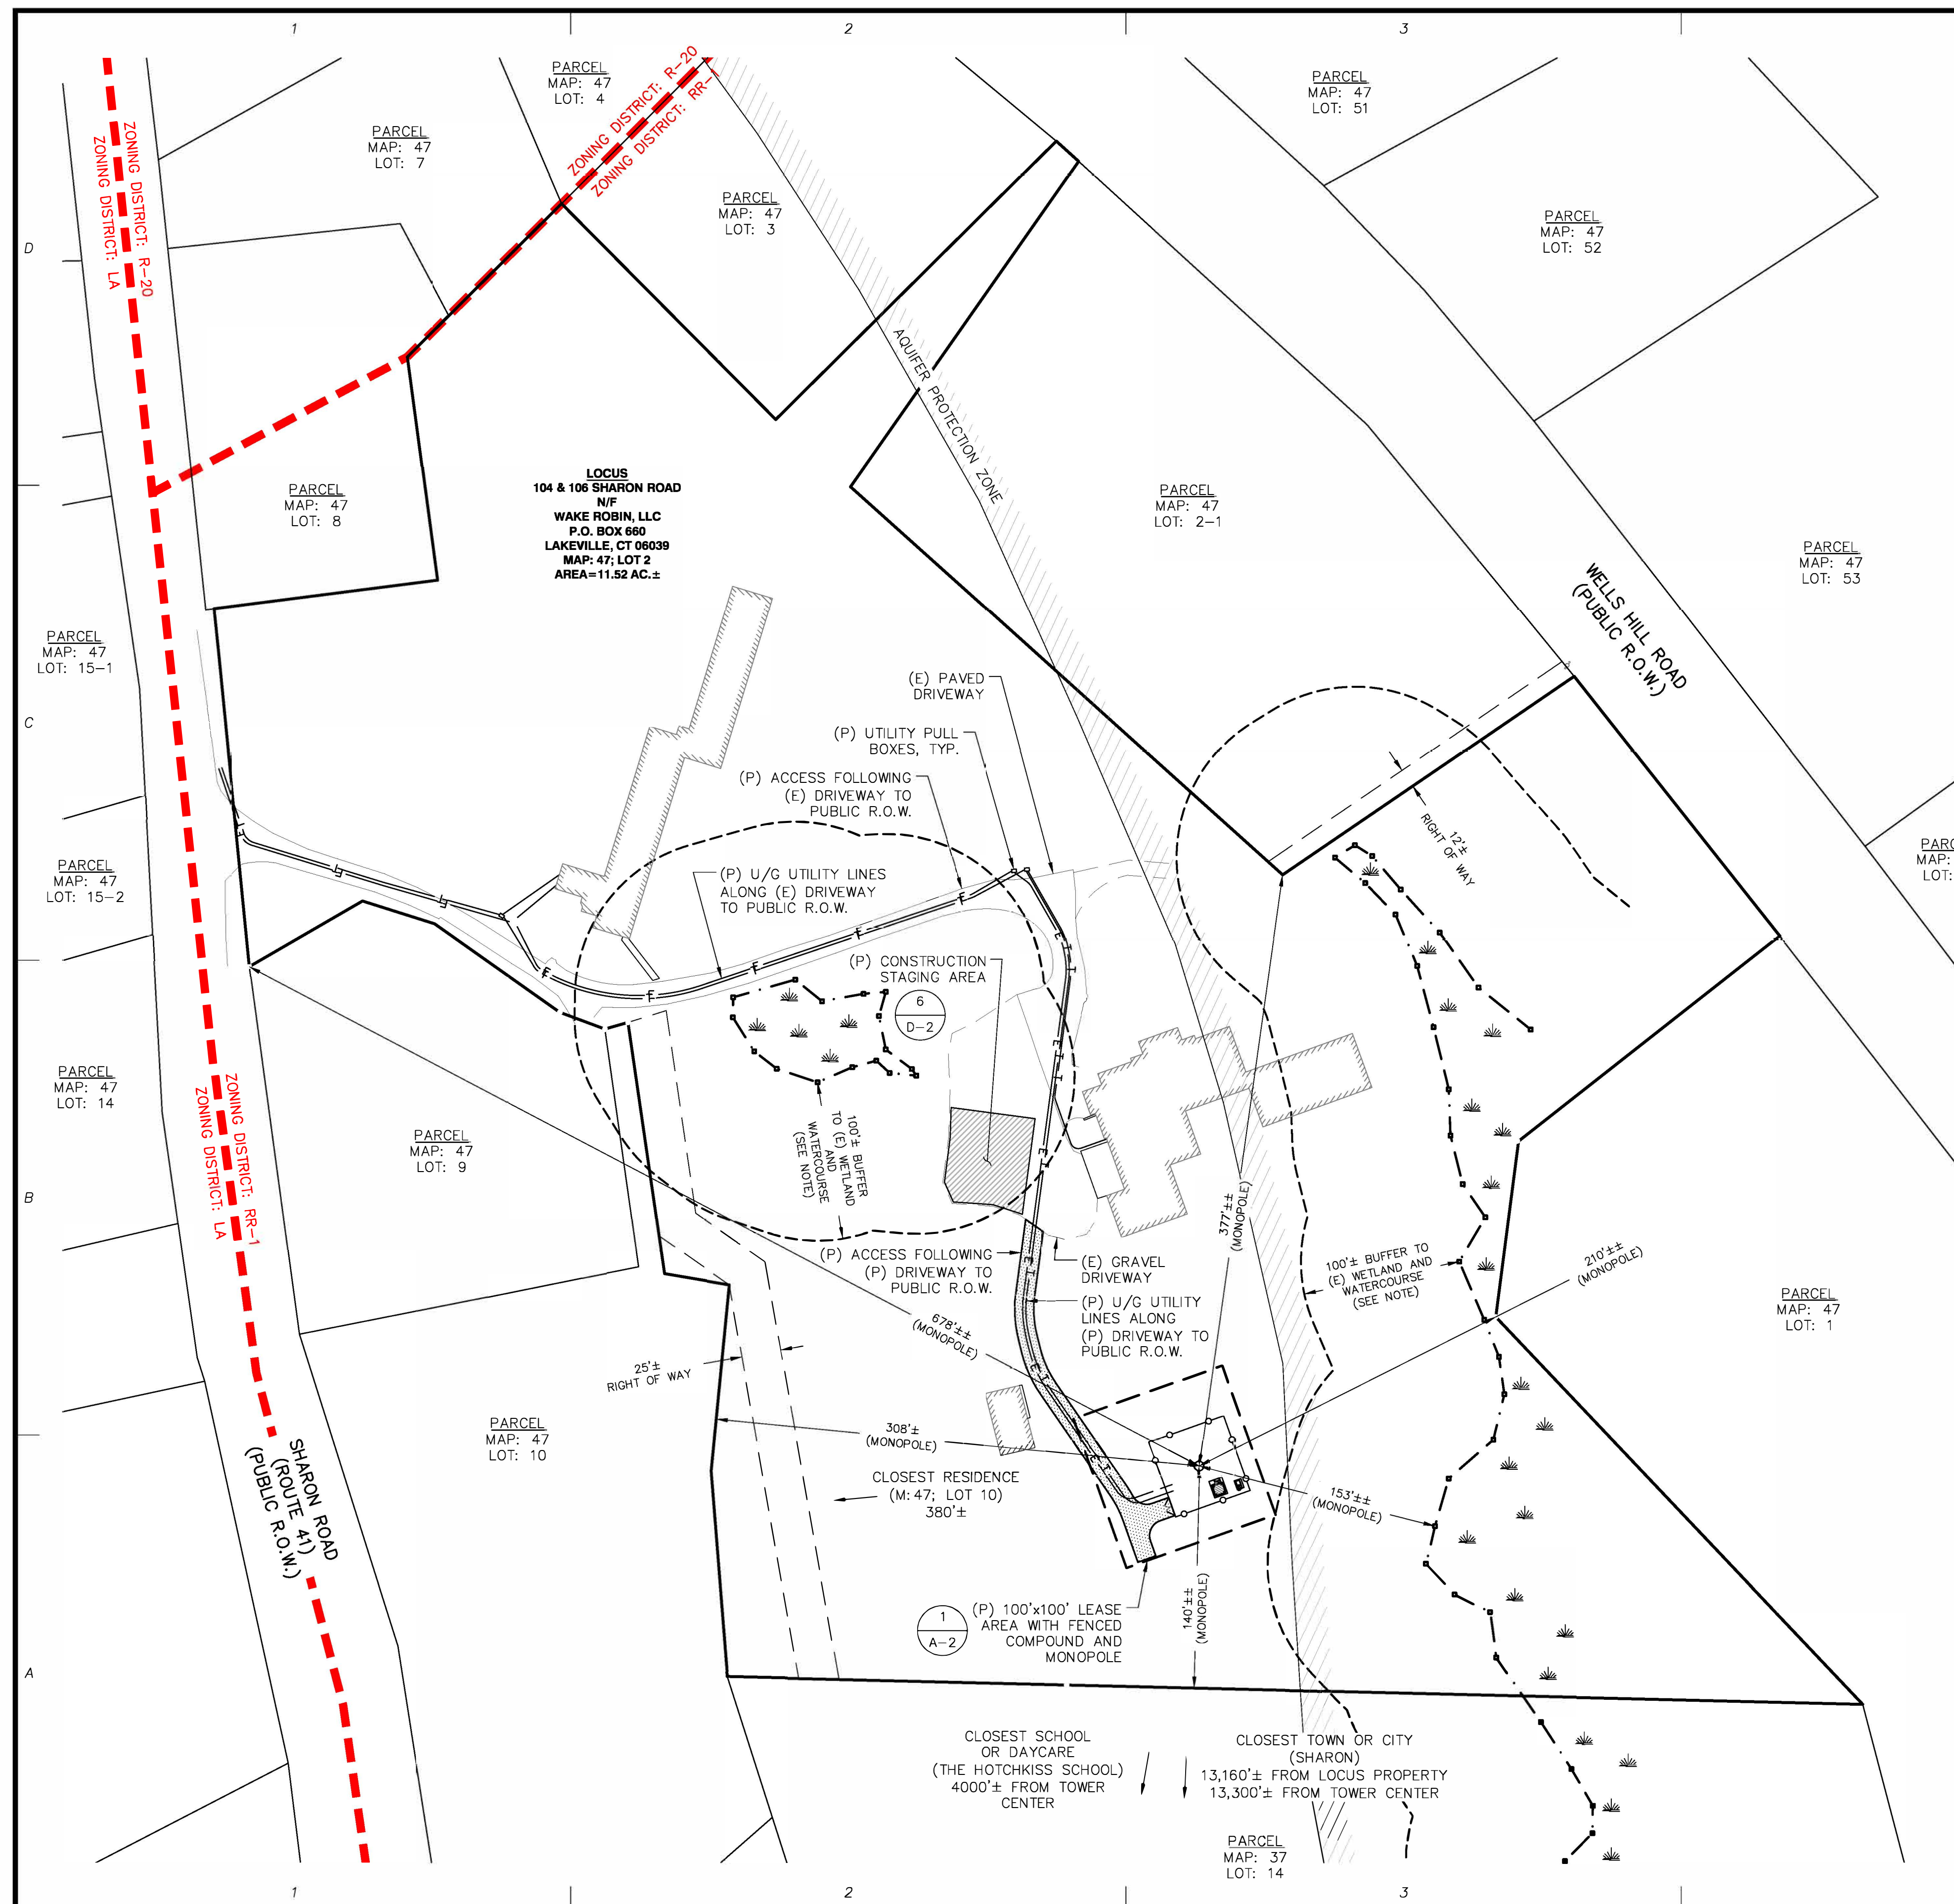 1
2
3
D
C
B
A
PARCEL
MAP: 47
LOT: 4
PARCEL
MAP: 47
LOT: 7
ZONING DISTRICT: R-20
ZONING DISTRICT: RR-
PARCEL
MAP: 47
LOT: 3
PARCEL
MAP: 47
LOT: 51
PARCEL
MAP: 47
LOT: 52
ZONING DISTRICT: R-20
ZONING DISTRICT: LA
AQUIFER PROTECTION ZONE
PARCEL
MAP: 47
LOT: 8
LOCUS
104 & 106 SHARON ROAD
N/F
WAKE ROBIN, LLC
P.O. BOX 660
LAKEVILLE, CT 06039
MAP: 47; LOT 2
AREA=11.52 AC.±
PARCEL
MAP: 47
LOT: 2-1
PARCEL
MAP: 47
LOT: 53
WELLS HILL ROAD
(PUBLIC R.O.W.)
PARCEL
MAP: 47
LOT: 15-1
(E) PAVED
DRIVEWAY
(P) UTILITY PULL
BOXES, TYP.
(P) ACCESS FOLLOWING
(E) DRIVEWAY TO
PUBLIC R.O.W.
12'±
RIGHT OF WAY
PARC
MAP:
LOT:
PARCEL
MAP: 47
LOT: 15-2
(P) U/G UTILITY LINES
ALONG (E) DRIVEWAY
TO PUBLIC R.O.W.
(P) CONSTRUCTION
STAGING AREA
6
D-2
PARCEL
MAP: 47
LOT: 14
ZONING DISTRICT: RR-1
ZONING DISTRICT: LA
PARCEL
MAP: 47
LOT: 9
100'± BUFFER
TO (E) WETLAND
AND
WATERCOURSE
(SEE NOTE)
377'±±
(MONOPOLE)
(P) ACCESS FOLLOWING
(P) DRIVEWAY TO
PUBLIC R.O.W.
(E) GRAVEL
DRIVEWAY
100'± BUFFER TO
(E) WETLAND AND
WATERCOURSE
(SEE NOTE)
210'±±
(MONOPOLE)
PARCEL
MAP: 47
LOT: 1
(P) U/G UTILITY
LINES ALONG
(P) DRIVEWAY TO
PUBLIC R.O.W.
678'±±
(MONOPOLE)
25'±
RIGHT OF WAY
PARCEL
MAP: 47
LOT: 10
308'±
(MONOPOLE)
SHARON ROAD
(ROUTE 41)
(PUBLIC R.O.W.)
CLOSEST RESIDENCE
(M: 47; LOT 10)
380'±
153'±±
(MONOPOLE)
140'±±
(MONOPOLE)
1
A-2
(P) 100'x100' LEASE
AREA WITH FENCED
COMPOUND AND
MONOPOLE
CLOSEST SCHOOL
OR DAYCARE
(THE HOTCHKISS SCHOOL)
4000'± FROM TOWER
CENTER
CLOSEST TOWN OR CITY
(SHARON)
13,160'± FROM LOCUS PROPERTY
13,300'± FROM TOWER CENTER
PARCEL
MAP: 37
LOT: 14
1
2
3